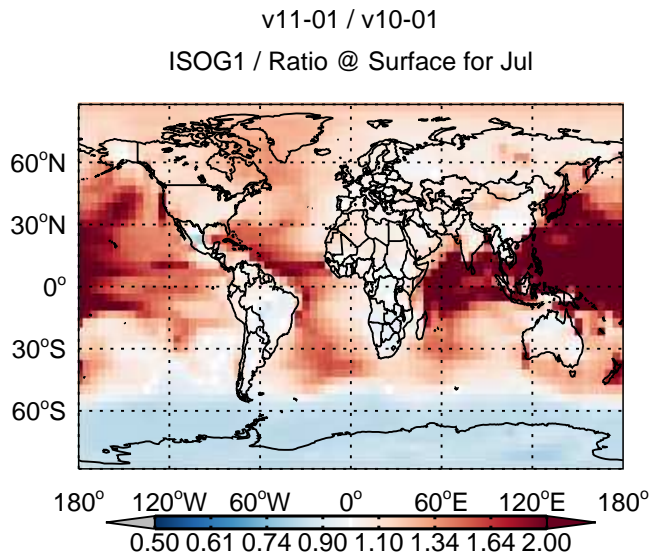 v11-01 / v10-01
ISOG1 / Ratio @ Surface for Jul
60°N
30°N
0°
30°S
60°S
180° 120°W 60°W 0° 60°E 120°E 180°
0.50 0.61 0.74 0.90 1.10 1.34 1.64 2.00